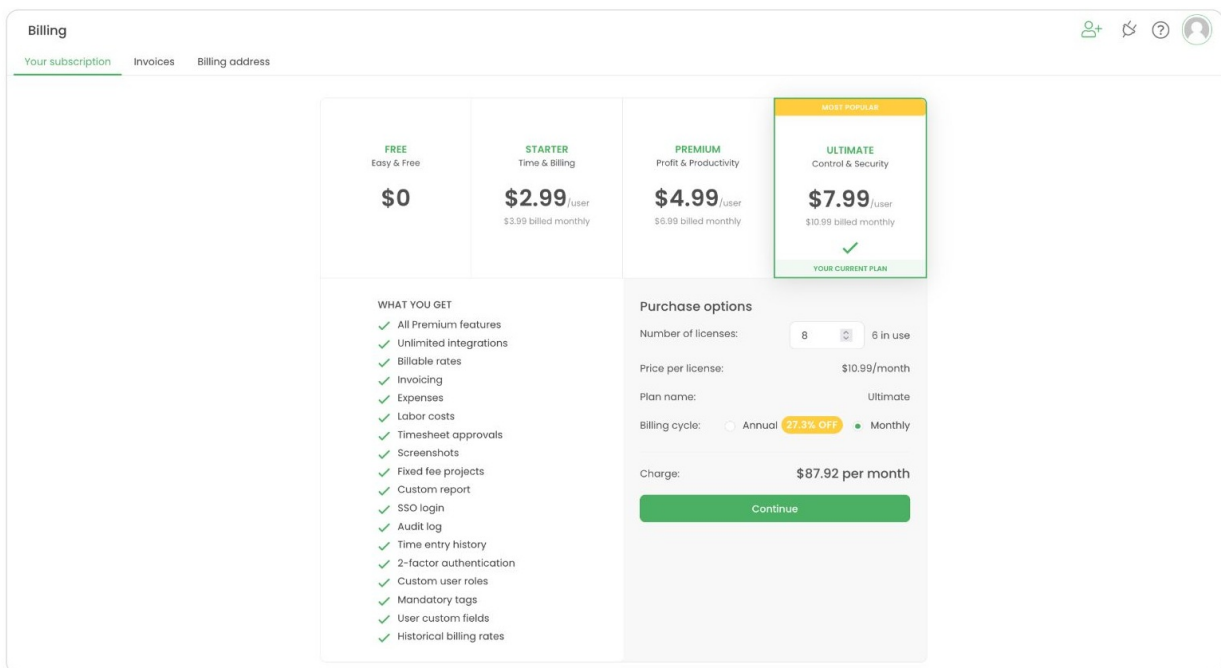 Billing
Your subscription Invoices Billing address
MOST POPULAR
FREE
Easy & Free
$0
STARTER
Time & Billing
$2.99/user
$3.99 billed monthly
PREMIUM
Profit & Productivity
$4.99/user
$6.99 billed monthly
ULTIMATE
Control & Security
$7.99/user
$10.99 billed monthly
YOUR CURRENT PLAN
WHAT YOU GET
All Premium features
Unlimited integrations
Billable rates
Invoicing
Expenses
Labor costs
Timesheet approvals
Screenshots
Fixed fee projects
Custom report
SSO login
Audit log
Time entry history
2-factor authentication
Custom user roles
Mandatory tags
User custom fields
Historical billing rates
Purchase options
Number of licenses: 8 6 in use
Price per license: $10.99/month
Plan name: Ultimate
Billing cycle: Annual 27.3% OFF Monthly
Charge: $87.92 per month
Continue